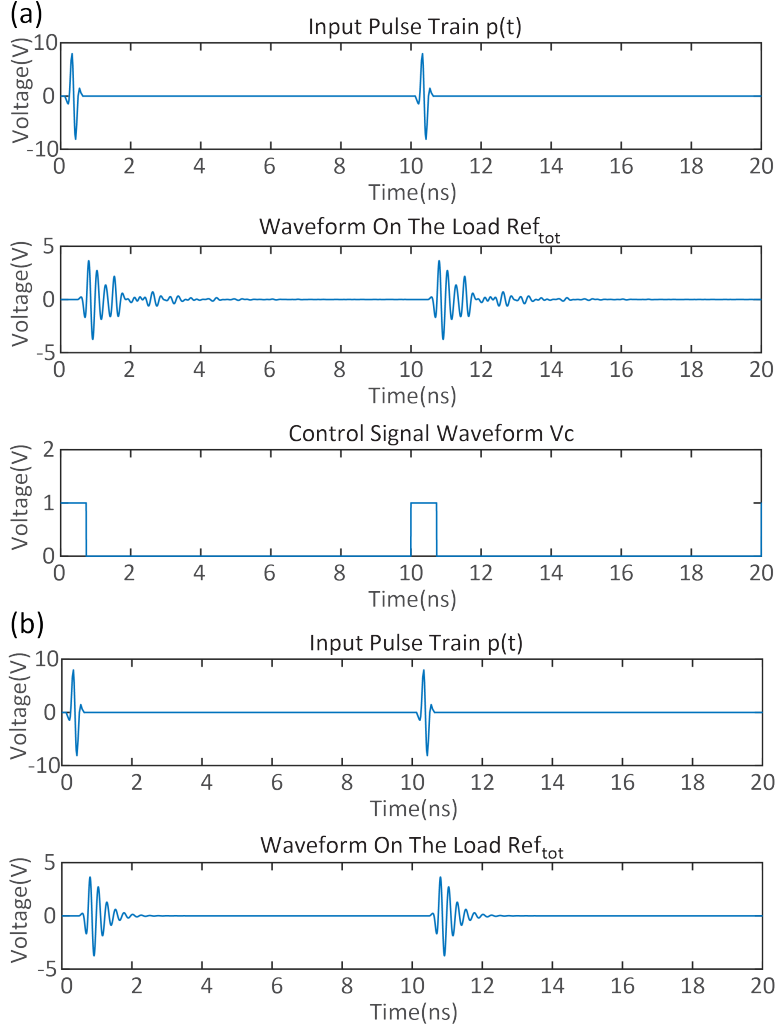 (a)
Input Pulse Train p(t)
Voltage(V)
10
0
-10
0 2 4 6 8 10 12 14 16 18 20
Time(ns)
Waveform On The Load Ref_tot
Voltage(V)
5
0
-5
0 2 4 6 8 10 12 14 16 18 20
Time(ns)
Control Signal Waveform Vc
Voltage(V)
2
1
0
0 2 4 6 8 10 12 14 16 18 20
Time(ns)
(b)
Input Pulse Train p(t)
Voltage(V)
10
0
-10
0 2 4 6 8 10 12 14 16 18 20
Time(ns)
Waveform On The Load Ref_tot
Voltage(V)
5
0
-5
0 2 4 6 8 10 12 14 16 18 20
Time(ns)